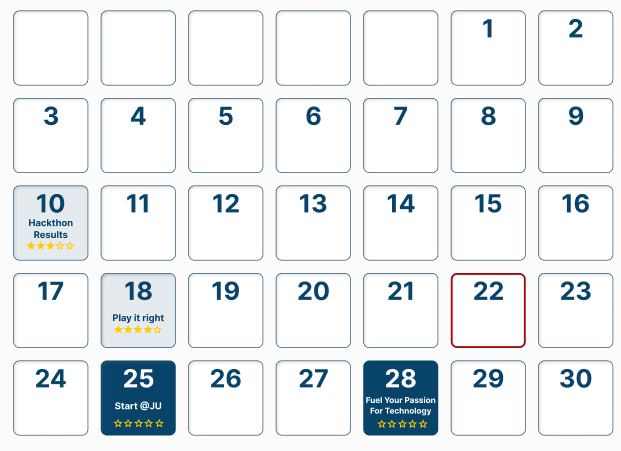 1 2
3 4 5 6 7 8 9
10 11 12 13 14 15 16
Hackthon
Results
★★★☆☆
17 18 19 20 21 22 23
Play it right
★★★★☆
24 25 26 27 28 29 30
Start @JU
☆☆☆☆☆
Fuel Your Passion
For Technology
☆☆☆☆☆